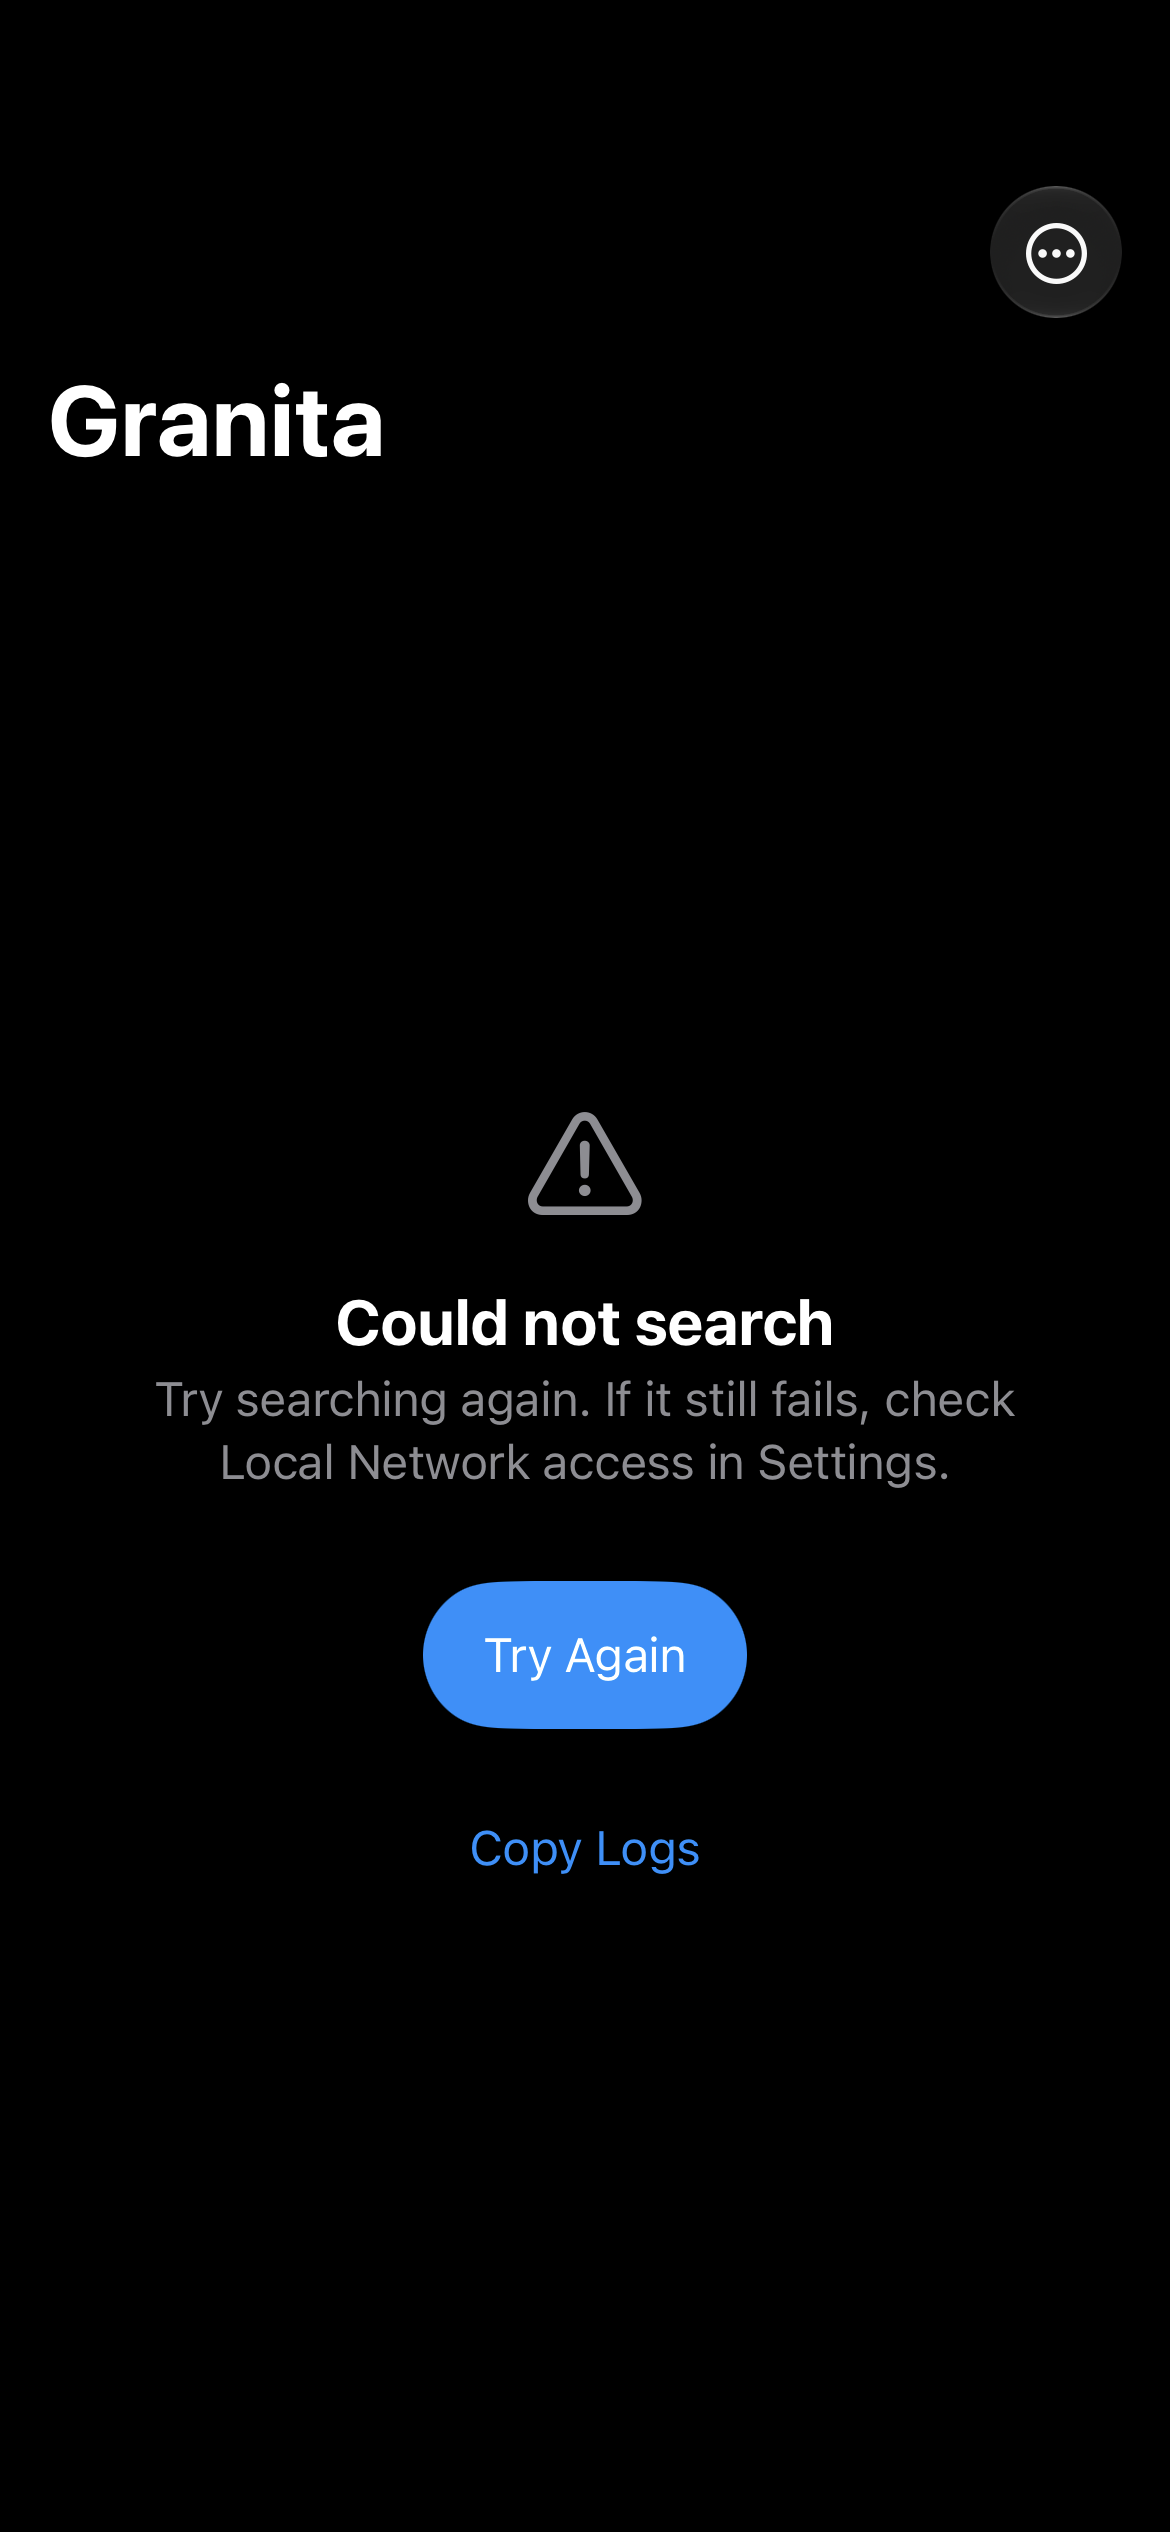 Granita
Could not search
Try searching again. If it still fails, check
Local Network access in Settings.
Try Again
Copy Logs